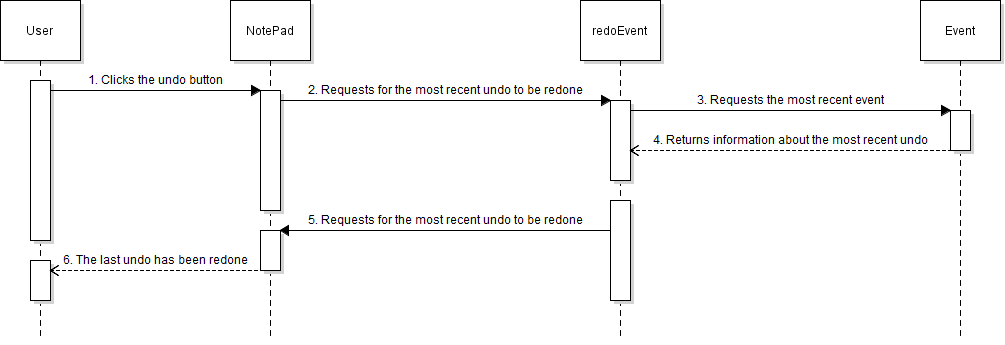 User
NotePad
redoEvent
Event
1. Clicks the undo button
2. Requests for the most recent undo to be redone
3. Requests the most recent event
4. Returns information about the most recent undo
5. Requests for the most recent undo to be redone
6. The last undo has been redone